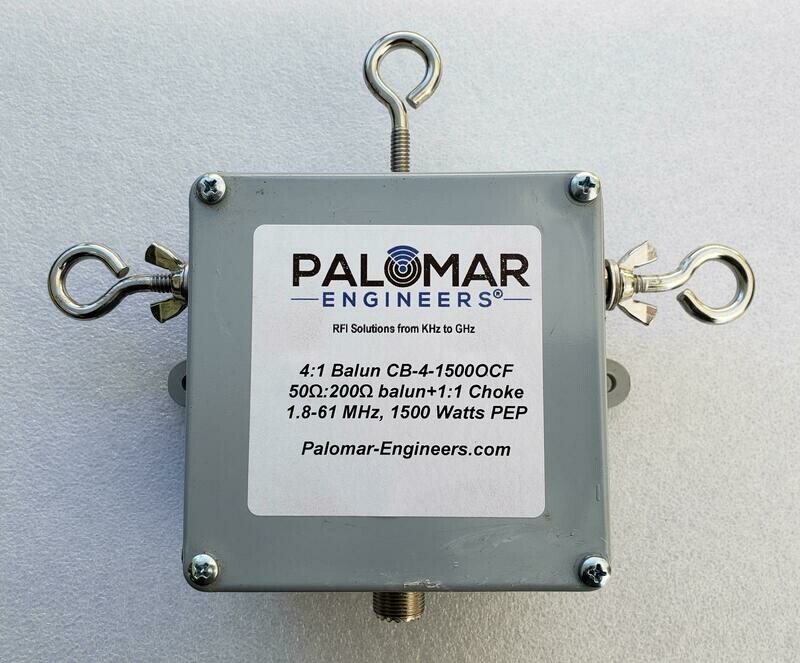 PALOMAR
ENGINEERS®
RFI Solutions from KHz to GHz
4:1 Balun CB-4-1500OCF
50Ω:200Ω balun+1:1 Choke
1.8-61 MHz, 1500 Watts PEP
Palomar-Engineers.com